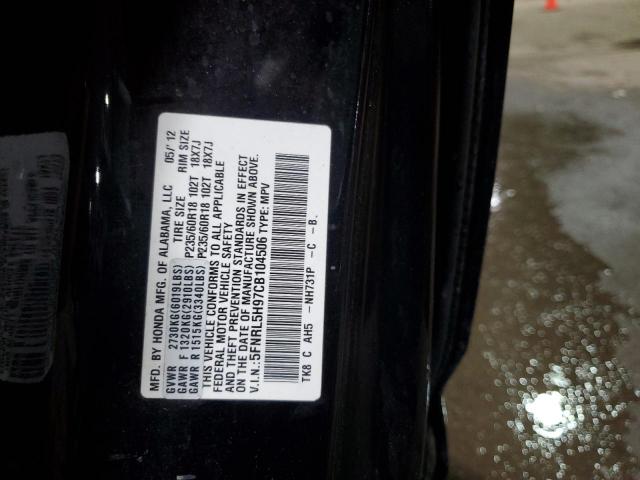 MFD. BY HONDA MFG. OF ALABAMA, LLC 05/'12
TIRE SIZE RIM SIZE
GVWR 2730KG(6019LBS)
GAWR F 1320KG(2910LBS) P235/60R18 102T 18X7J
GAWR R 1515KG(3340LBS) P235/60R18 102T 18X7J
THIS VEHICLE CONFORMS TO ALL APPLICABLE
FEDERAL MOTOR VEHICLE SAFETY
AND THEFT PREVENTION STANDARDS IN EFFECT
ON THE DATE OF MANUFACTURE SHOWN ABOVE.
V.I.N.:5FNRL5H97CB104506 TYPE: MPV
TK8 C AH5 - NH731P - C - B.